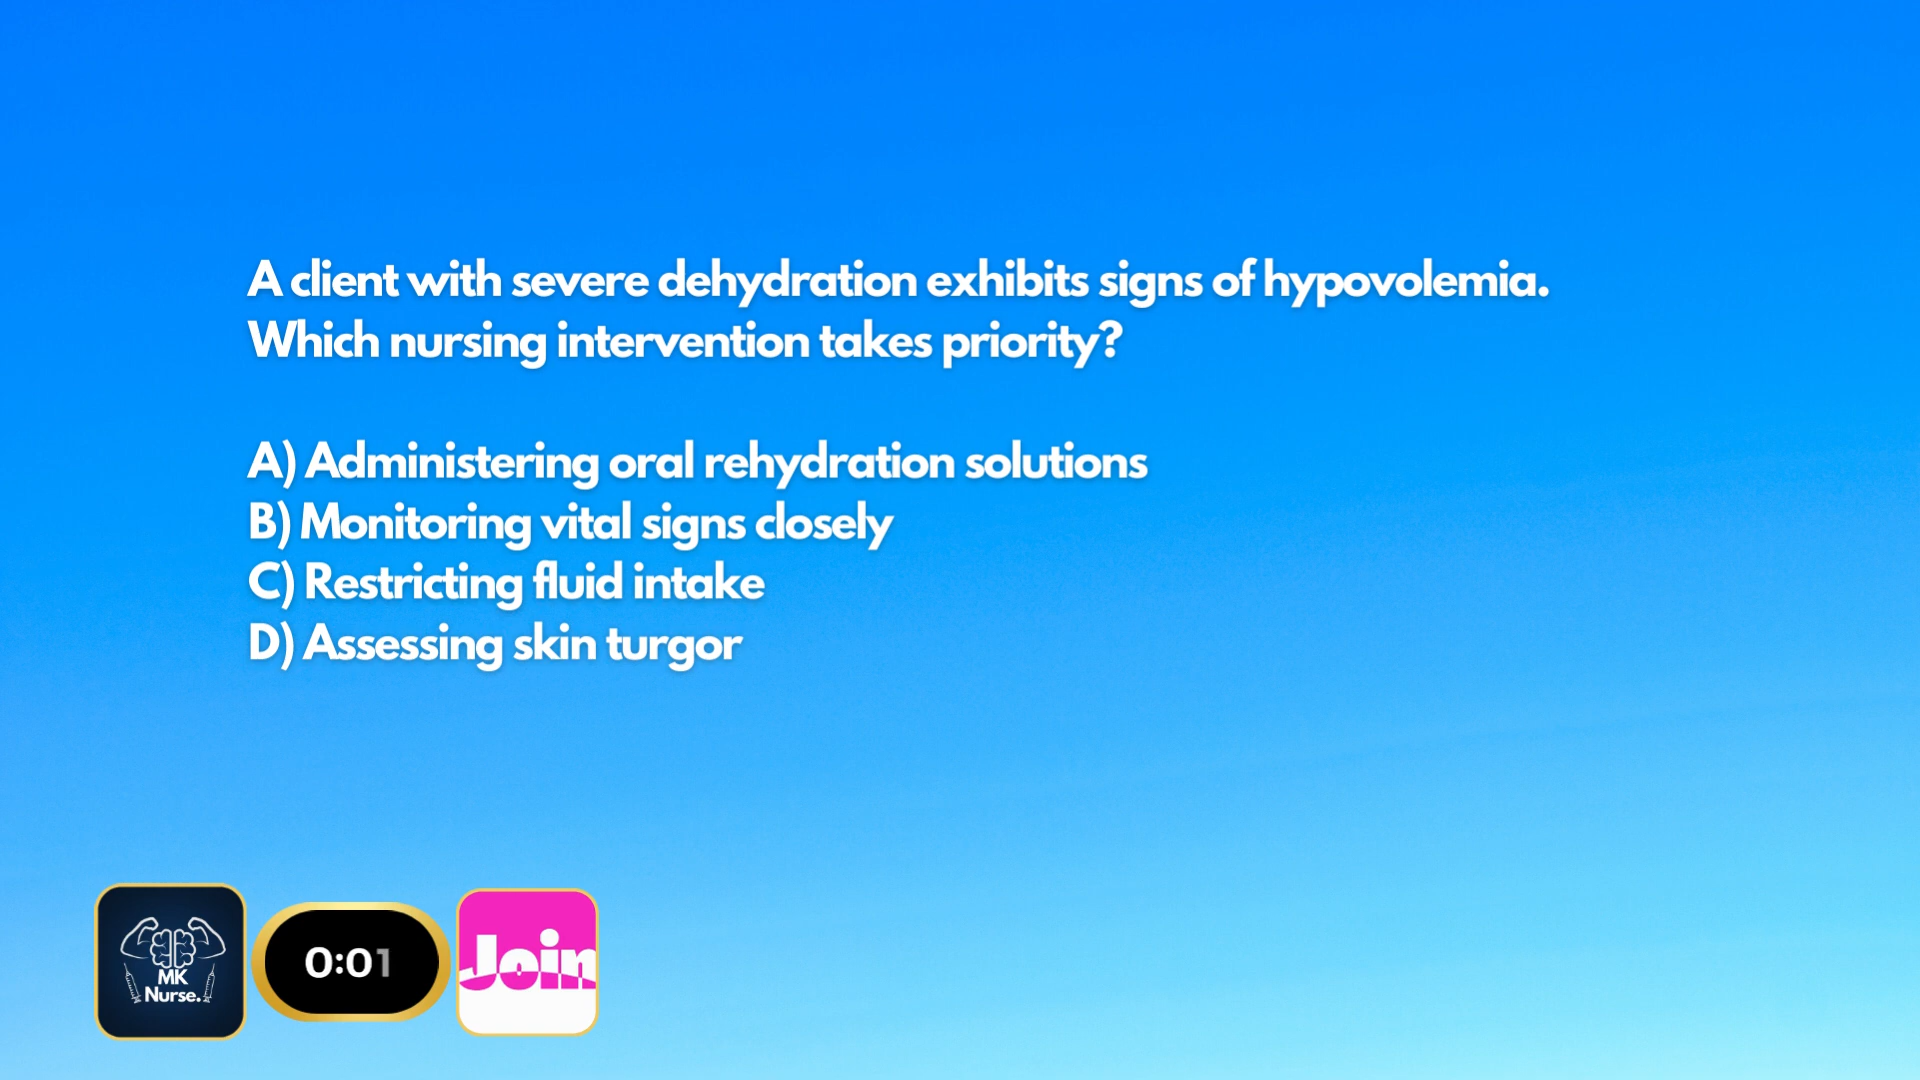 A client with severe dehydration exhibits signs of hypovolemia.
Which nursing intervention takes priority?
A) Administering oral rehydration solutions
B) Monitoring vital signs closely
C) Restricting fluid intake
D) Assessing skin turgor
MK
Nurse.
0:01
Join